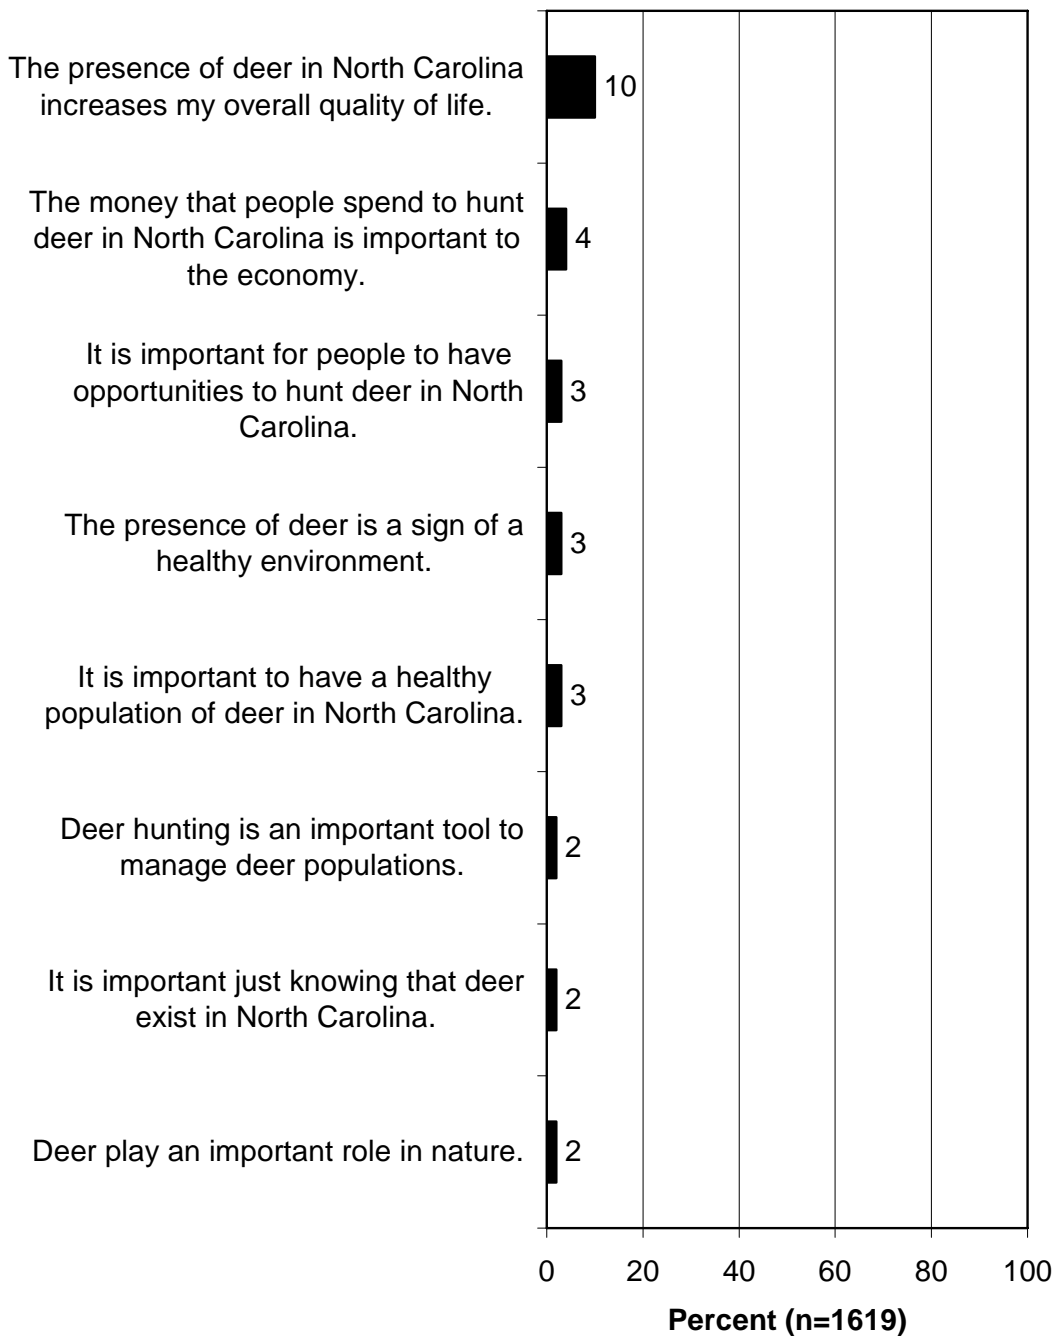 The presence of deer in North Carolina
increases my overall quality of life.
10
The money that people spend to hunt
deer in North Carolina is important to
the economy.
4
It is important for people to have
opportunities to hunt deer in North
Carolina.
3
The presence of deer is a sign of a
healthy environment.
3
It is important to have a healthy
population of deer in North Carolina.
3
Deer hunting is an important tool to
manage deer populations.
2
It is important just knowing that deer
exist in North Carolina.
2
Deer play an important role in nature.
2
0 20 40 60 80 100
Percent (n=1619)